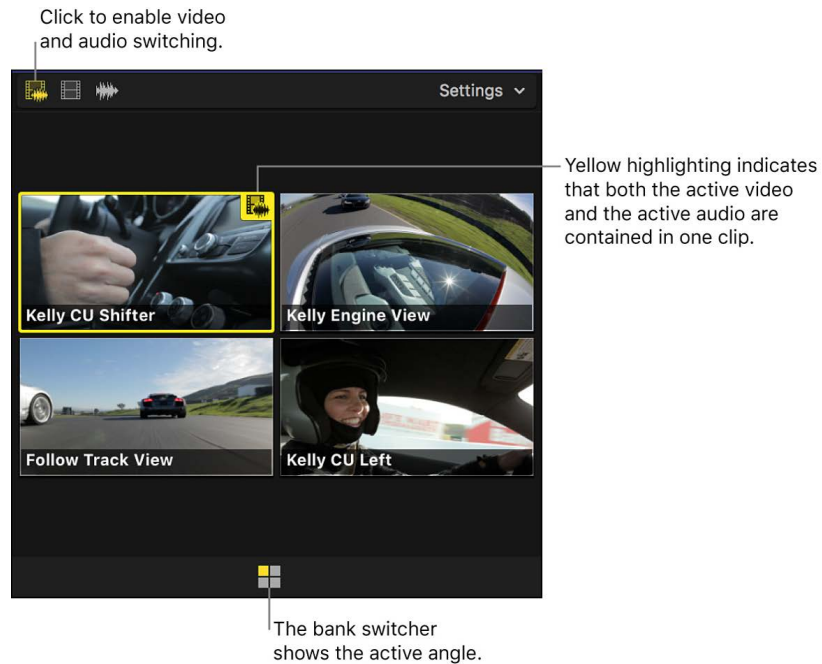 Click to enable video
and audio switching.
Settings
Yellow highlighting indicates
that both the active video
and the active audio are
contained in one clip.
Kelly CU Shifter
Kelly Engine View
Follow Track View
Kelly CU Left
The bank switcher
shows the active angle.